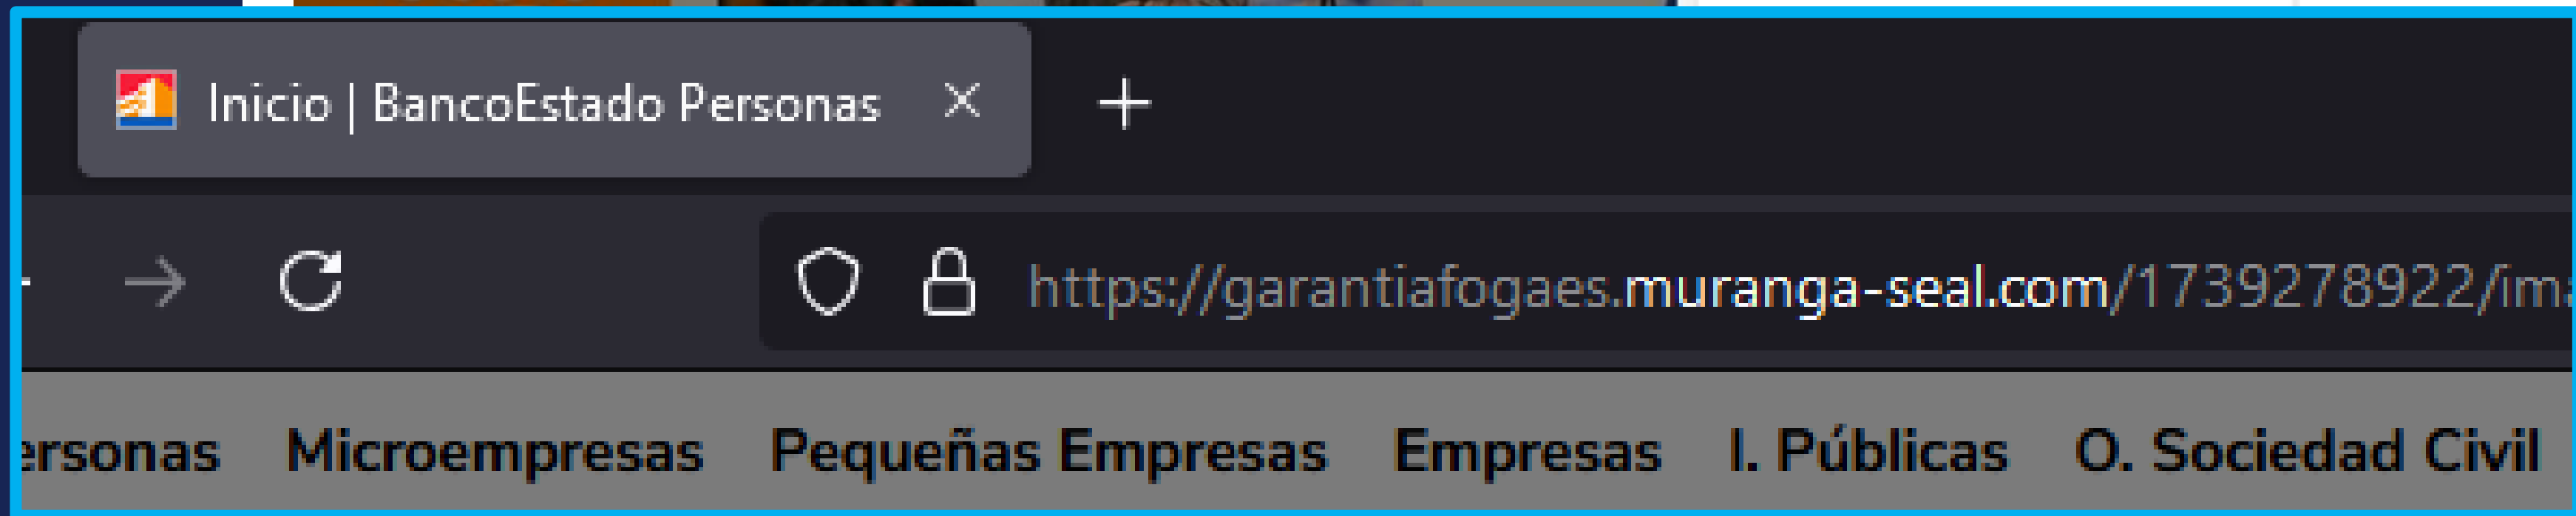 Inicio | BancoEstado Personas
https://garantiafogaes.muranga-seal.com/1739278922/ima
ersonas Microempresas Pequeñas Empresas Empresas I. Públicas O. Sociedad Civil